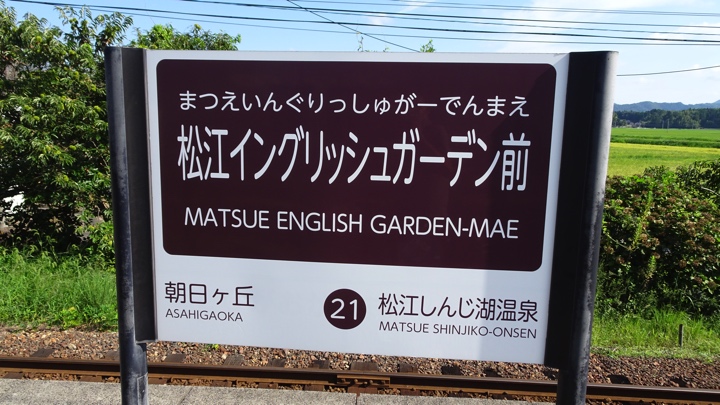 まつえいんぐりっしゅがーでんまえ
松江イングリッシュガーデン前
MATSUE ENGLISH GARDEN-MAE
朝日ヶ丘
ASAHIGAOKA
21
松江しんじ湖温泉
MATSUE SHINJIKO-ONSEN